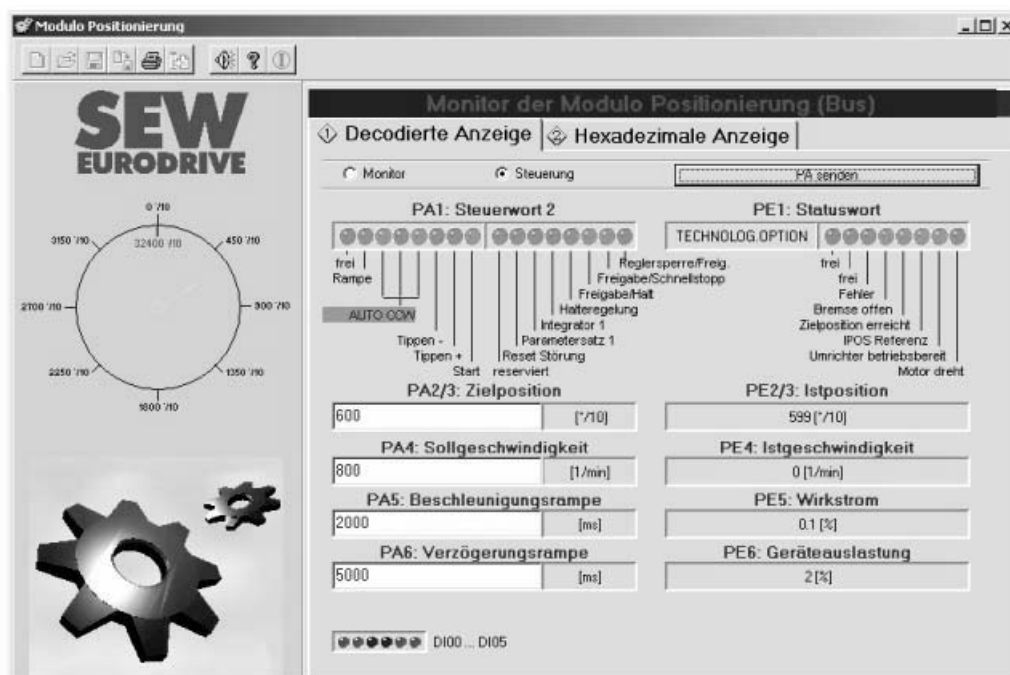 Modulo Positionierung
SEW
EURODRIVE
0 °/10
32400 °/10
450 °/10
900 °/10
1350 °/10
1800 °/10
2250 °/10
2700 °/10
3150 °/10
Monitor der Modulo Positionierung (Bus)
1 Decodierte Anzeige
2 Hexadezimale Anzeige
Monitor
Steuerung
PA senden
PA1: Steuerwort 2
frei
Rampe
AUTO CCW
Tippen -
Tippen +
Start
reserviert
Reset Störung
Parametersatz 1
Integrator 1
Halteregelung
Freigabe/Halt
Freigabe/Schnellstopp
Reglersperre/Freig.
PE1: Statuswort
TECHNOLOG.OPTION
frei
frei
Fehler
Bremse offen
Zielposition erreicht
IPOS Referenz
Umrichter betriebsbereit
Motor dreht
PA2/3: Zielposition
600 [°/10]
PE2/3: Istposition
599 [°/10]
PA4: Sollgeschwindigkeit
800 [1/min]
PE4: Istgeschwindigkeit
0 [1/min]
PA5: Beschleunigungsrampe
2000 [ms]
PE5: Wirkstrom
0.1 [%]
PA6: Verzögerungsrampe
5000 [ms]
PE6: Geräteauslastung
2 [%]
DI00 ... DI05